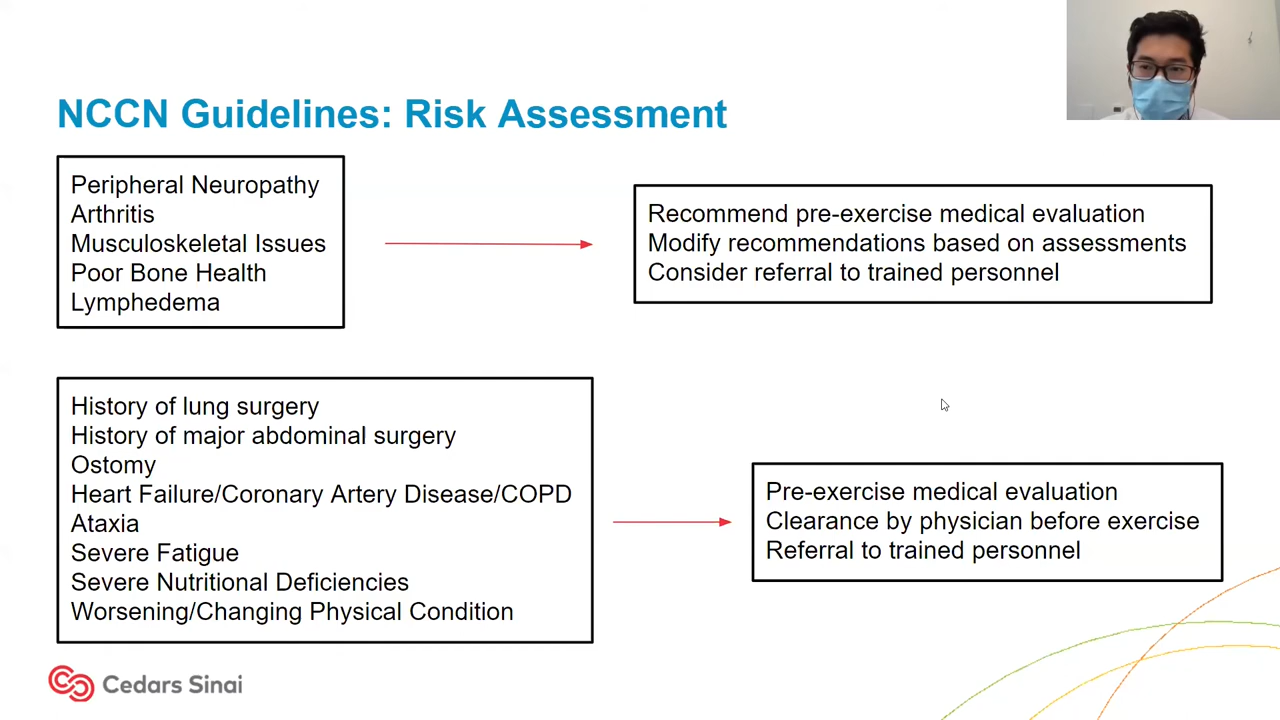 NCCN Guidelines: Risk Assessment
Peripheral Neuropathy
Arthritis
Musculoskeletal Issues
Poor Bone Health
Lymphedema
Recommend pre-exercise medical evaluation
Modify recommendations based on assessments
Consider referral to trained personnel
History of lung surgery
History of major abdominal surgery
Ostomy
Heart Failure/Coronary Artery Disease/COPD
Ataxia
Severe Fatigue
Severe Nutritional Deficiencies
Worsening/Changing Physical Condition
Pre-exercise medical evaluation
Clearance by physician before exercise
Referral to trained personnel
Cedars Sinai